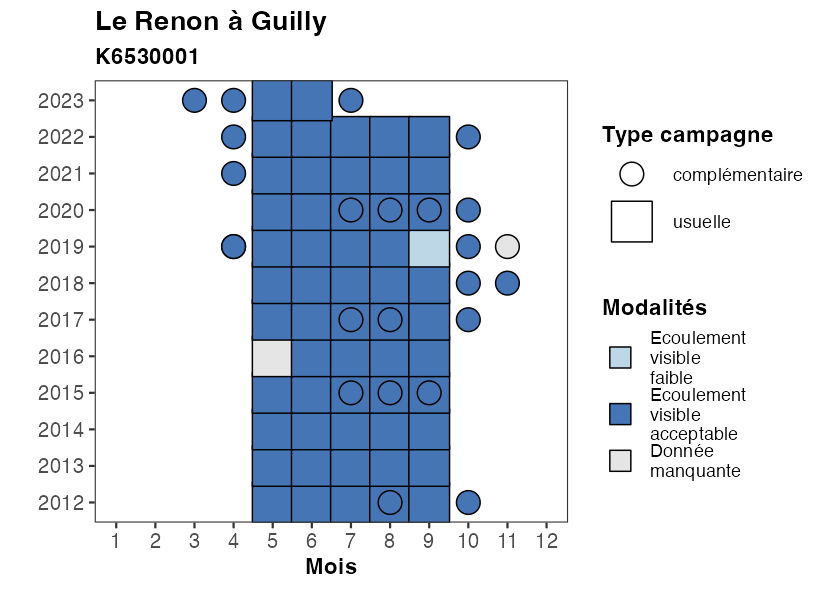 Le Renon à Guilly
K6530001
2023
2022
2021
2020
2019
2018
2017
2016
2015
2014
2013
2012
1 2 3 4 5 6 7 8 9 10 11 12
Mois
Type campagne
complémentaire
usuelle
Modalités
Ecoulement
visible
faible
Ecoulement
visible
acceptable
Donnée
manquante